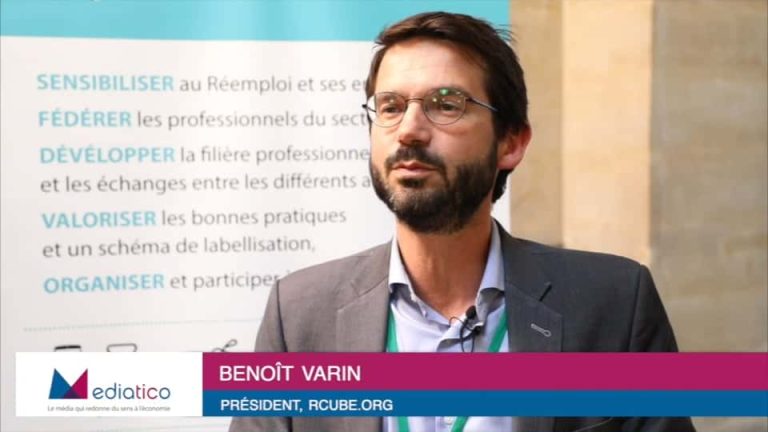 SENSIBILISER au Réemploi et ses
FÉDÉRER les professionnels du
DÉVELOPPER la filière professionne
et les échanges entre les différents a
VALORISER les bonnes pratiques
et un schéma de labellisation,
ORGANISER et participer
Mediatico
Le média qui redonne du sens à l'économie
BENOÎT VARIN
PRÉSIDENT, RCUBE.ORG